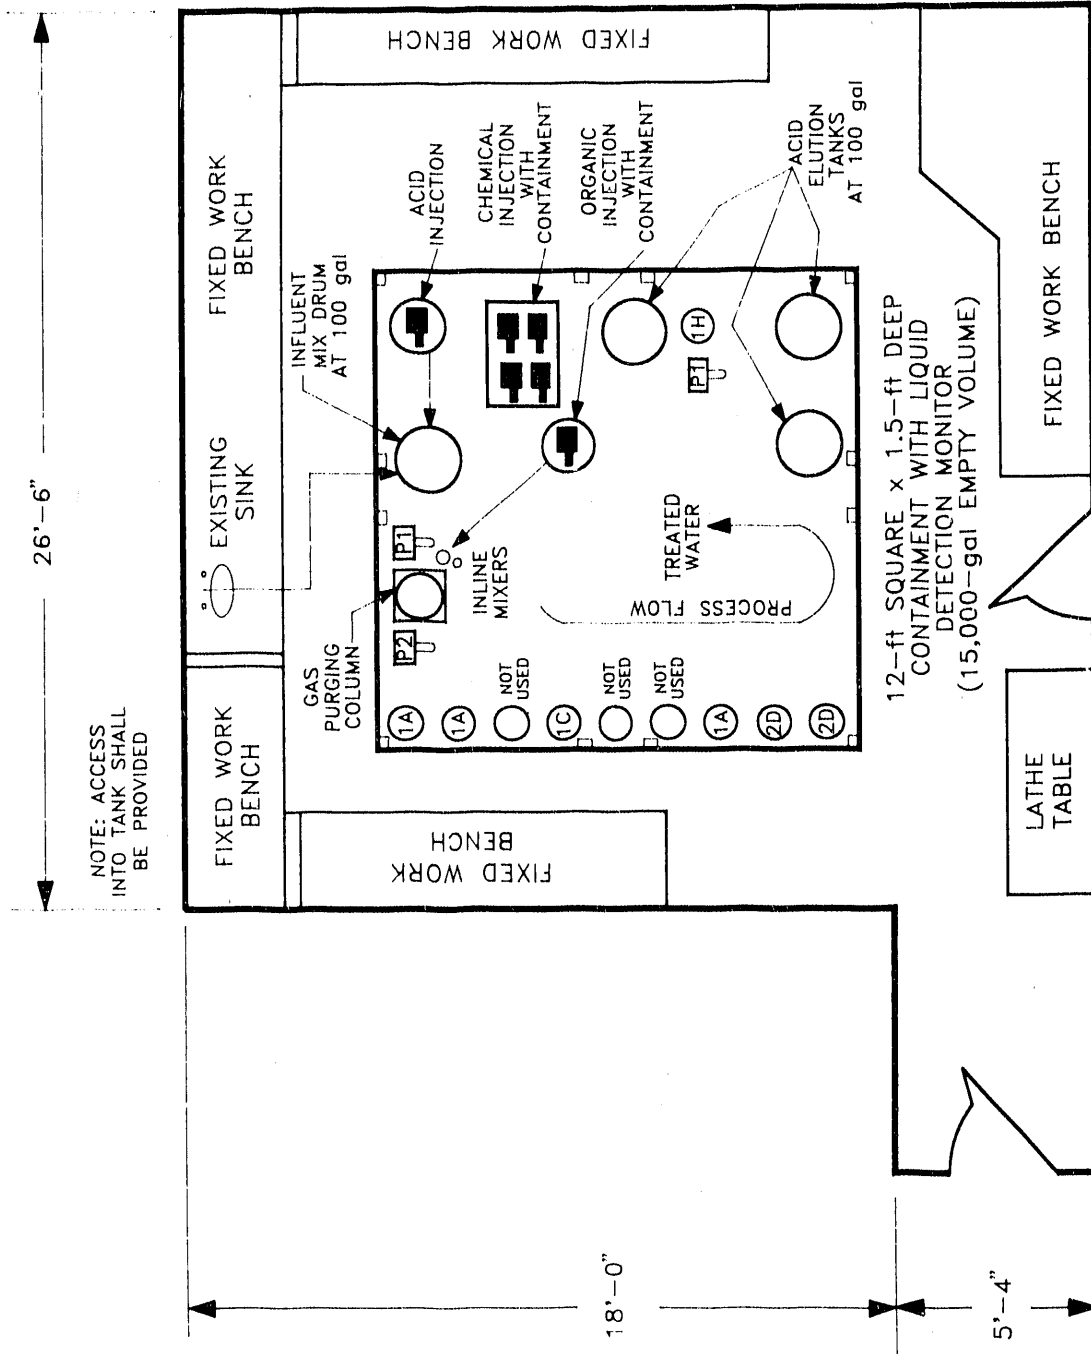 26'-6"
NOTE: ACCESS
INTO TANK SHALL
BE PROVIDED
FIXED WORK
BENCH
EXISTING
SINK
FIXED WORK
BENCH
FIXED WORK
BENCH
FIXED WORK
BENCH
GAS
PURGING
COLUMN
INFLUENT
MIX DRUM
AT 100 gal
ACID
INJECTION
CHEMICAL
INJECTION
WITH
CONTAINMENT
ORGANIC
INJECTION
WITH
CONTAINMENT
ACID
ELUTION
TANKS
AT 100 gal
P2
P1
INLINE
MIXERS
1A
1A
NOT
USED
1C
NOT
USED
NOT
USED
1A
2D
2D
PROCESS FLOW
TREATED
WATER
P1
1H
12-ft SQUARE x 1.5-ft DEEP
CONTAINMENT WITH LIQUID
DETECTION MONITOR
(15,000-gal EMPTY VOLUME)
LATHE
TABLE
FIXED WORK BENCH
18'-0"
5'-4"